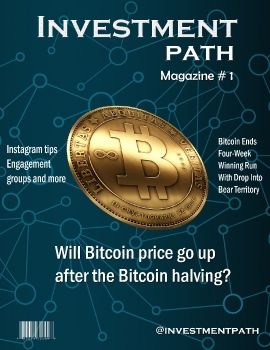 INVESTMENT
PATH
Magazine # 1
Instagram tips
Engagement
groups and more
Bitcoin Ends
Four-Week
Winning Run
With Drop Into
Bear Territory
Will Bitcoin price go up
after the Bitcoin halving?
@INVESTMENTPATH